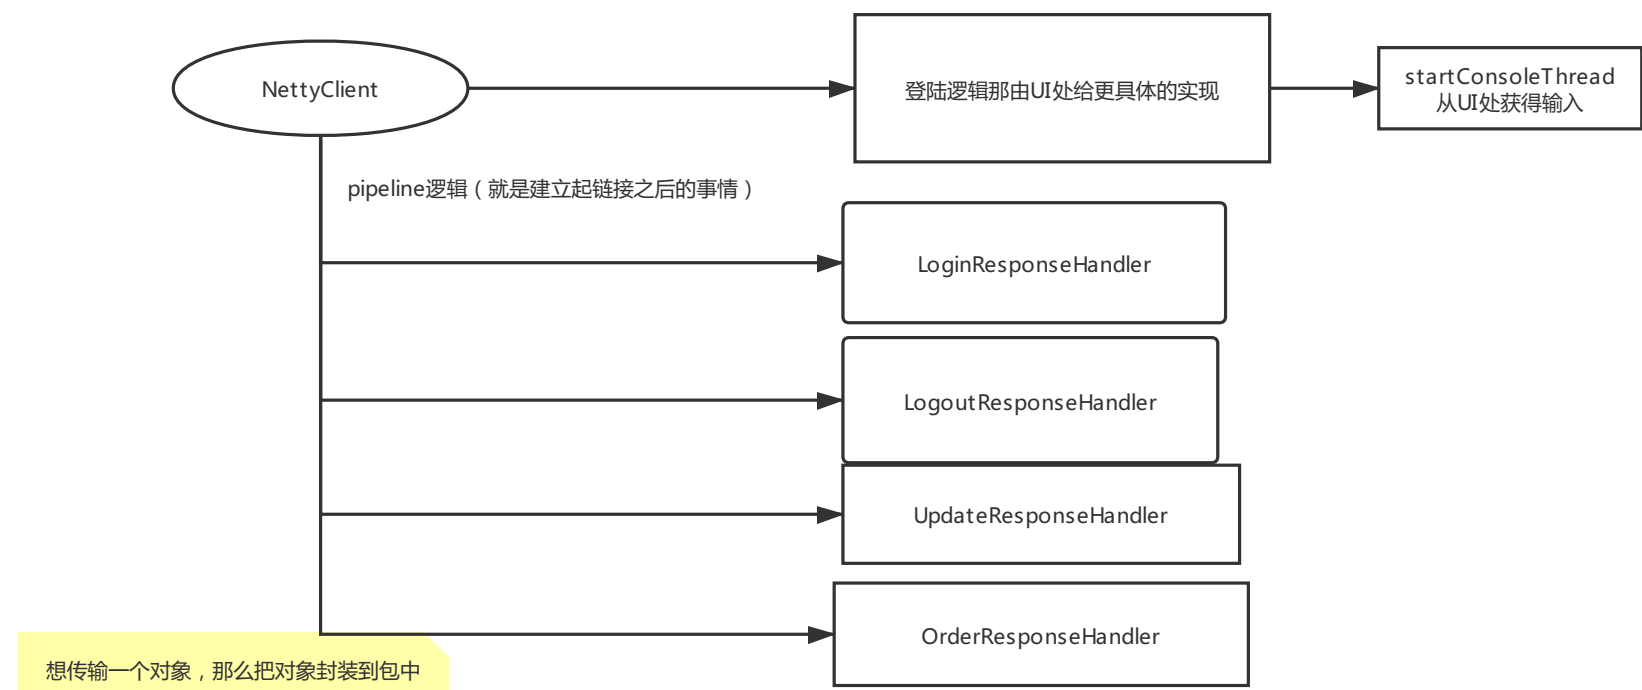 NettyClient
登陆逻辑那由UI处给更具体的实现
startConsoleThread
从UI处获得输入
pipeline逻辑（就是建立起链接之后的事情）
LoginResponseHandler
LogoutResponseHandler
UpdateResponseHandler
OrderResponseHandler
想传输一个对象，那么把对象封装到包中